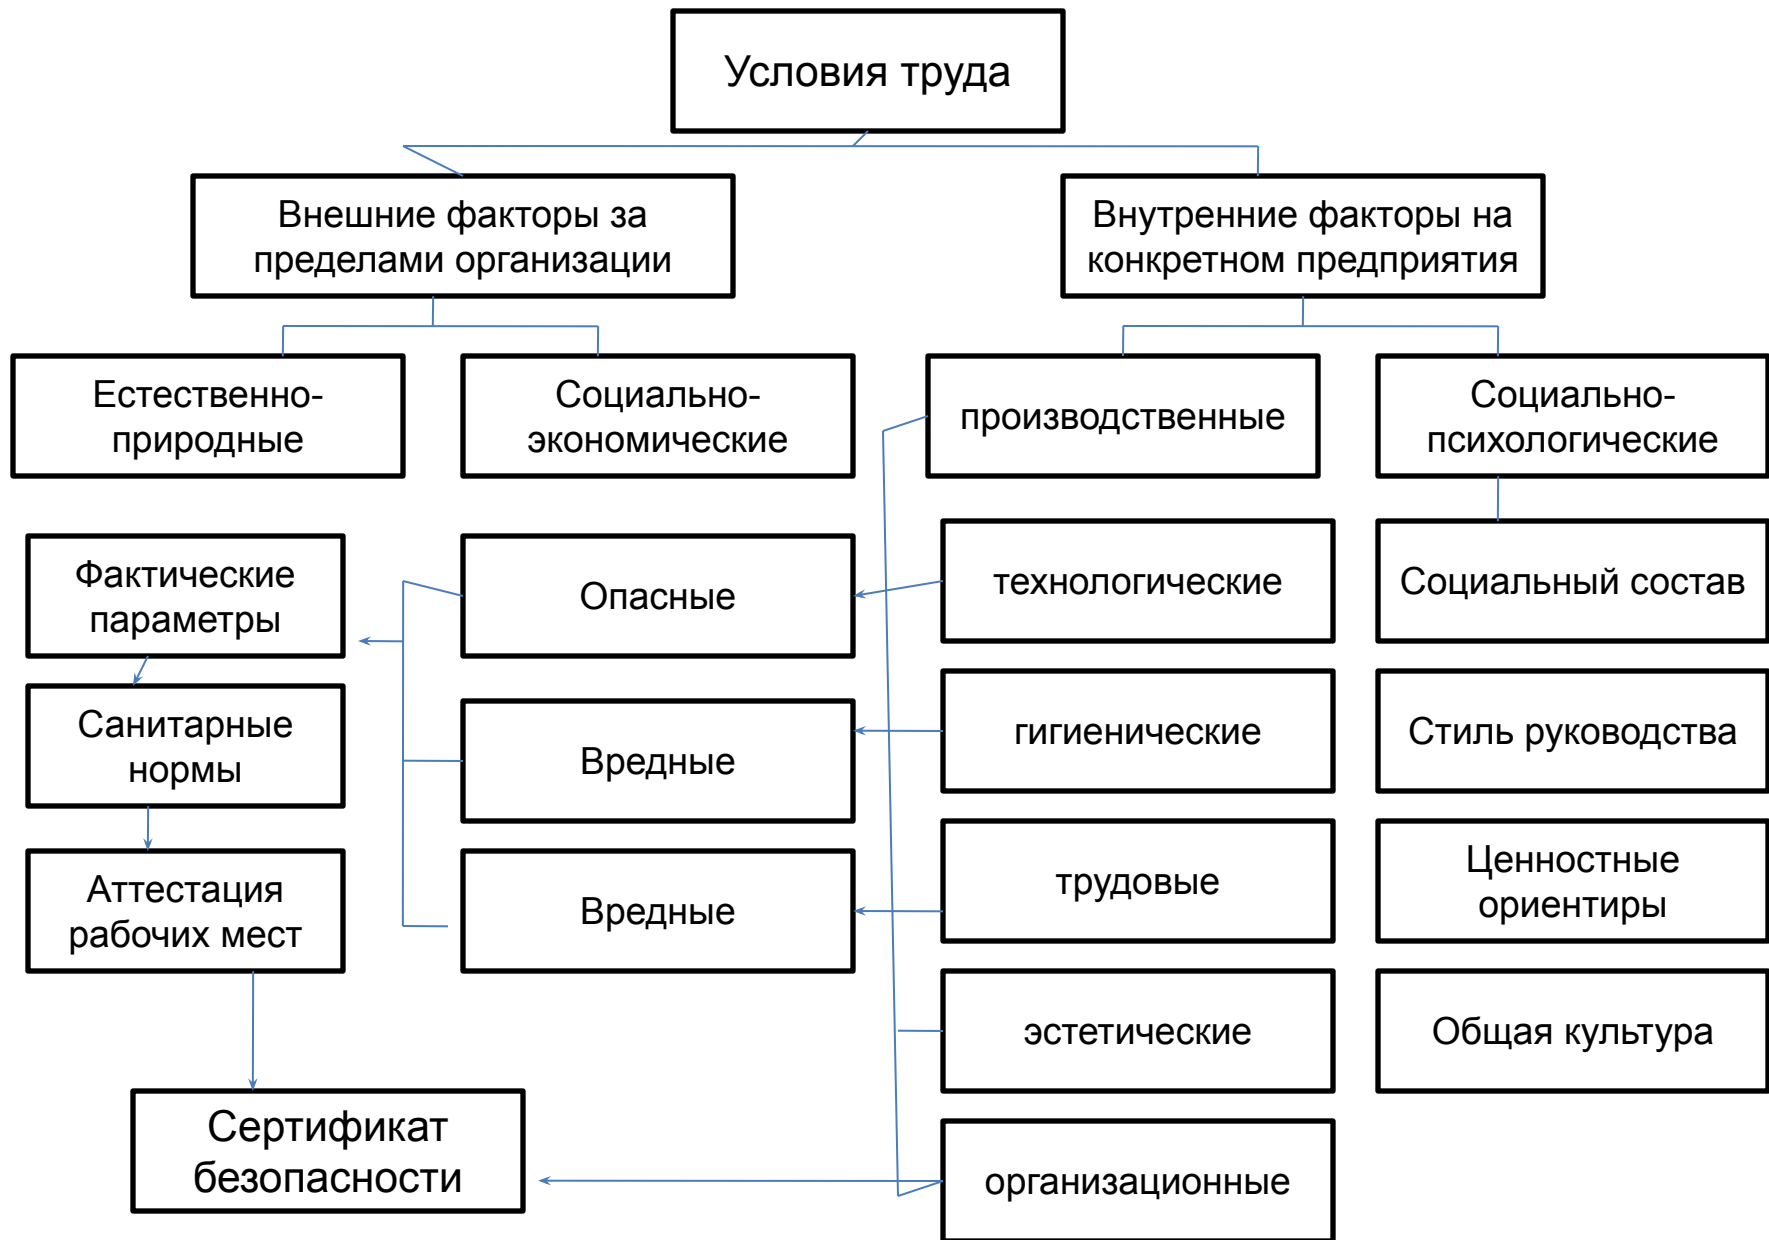 Условия труда
Внешние факторы за
пределами организации
Внутренние факторы на
конкретном предприятия
Естественно-
природные
Социально-
экономические
производственные
Социально-
психологические
Фактические
параметры
Опасные
технологические
Социальный состав
Санитарные
нормы
Вредные
гигиенические
Стиль руководства
Аттестация
рабочих мест
Вредные
трудовые
Ценностные
ориентиры
эстетические
Общая культура
Сертификат
безопасности
организационные